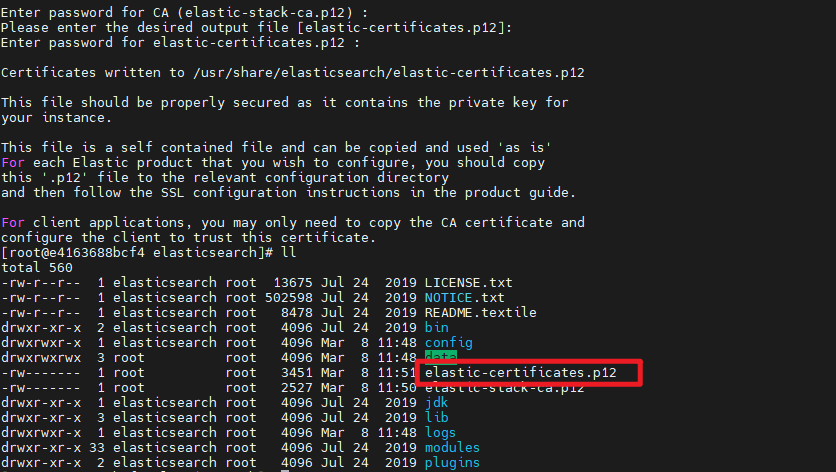 Enter password for CA (elastic-stack-ca.p12) :
Please enter the desired output file [elastic-certificates.p12]:
Enter password for elastic-certificates.p12 :
Certificates written to /usr/share/elasticsearch/elastic-certificates.p12
This file should be properly secured as it contains the private key for
your instance.
This file is a self contained file and can be copied and used 'as is'
For each Elastic product that you wish to configure, you should copy
this '.p12' file to the relevant configuration directory
and then follow the SSL configuration instructions in the product guide.
For client applications, you may only need to copy the CA certificate and
configure the client to trust this certificate.
[root@e4163688bcf4 elasticsearch]# ll
total 560
-rw-r--r--  1 elasticsearch root  13675 Jul 24  2019 LICENSE.txt
-rw-r--r--  1 elasticsearch root 502598 Jul 24  2019 NOTICE.txt
-rw-r--r--  1 elasticsearch root   8478 Jul 24  2019 README.textile
drwxr-xr-x  2 elasticsearch root   4096 Jul 24  2019 bin
drwxrwxr-x  1 elasticsearch root   4096 Mar  8 11:48 config
drwxrwxrwx  3 root          root   4096 Mar  8 11:48 data
-rw-------  1 root          root   3451 Mar  8 11:51 elastic-certificates.p12
-rw-------  1 root          root   2527 Mar  8 11:50 elastic-stack-ca.p12
drwxr-xr-x  1 elasticsearch root   4096 Jul 24  2019 jdk
drwxr-xr-x  3 elasticsearch root   4096 Jul 24  2019 lib
drwxrwxr-x  1 elasticsearch root   4096 Mar  8 11:48 logs
drwxr-xr-x 33 elasticsearch root   4096 Jul 24  2019 modules
drwxr-xr-x  2 elasticsearch root   4096 Jul 24  2019 plugins